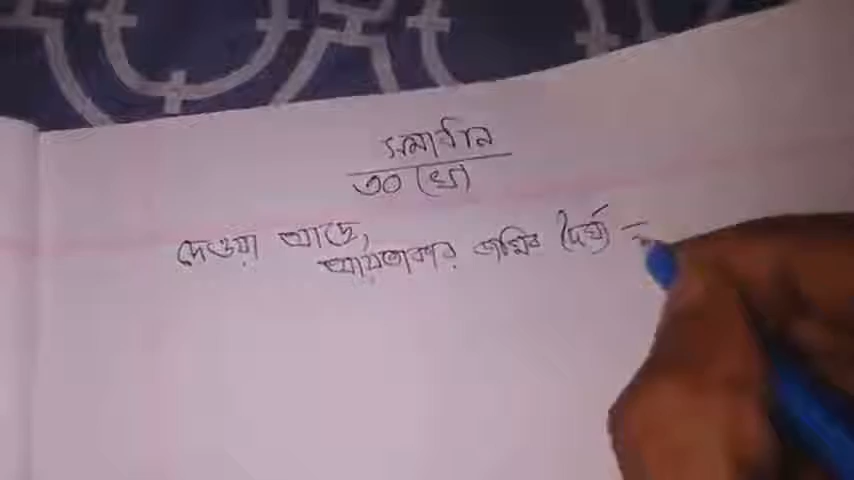 সমাধান
৩০ (খ)
দেওয়া আছে,
আয়তাকার জমির দৈর্ঘ্য =